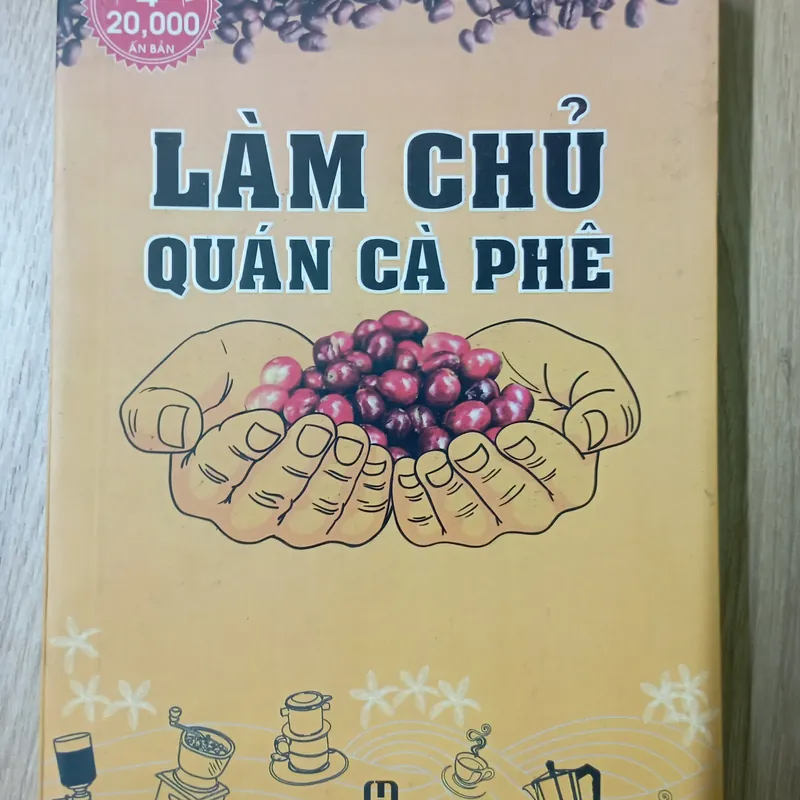 20,000
ẤN BẢN
LÀM CHỦ
QUÁN CÀ PHÊ